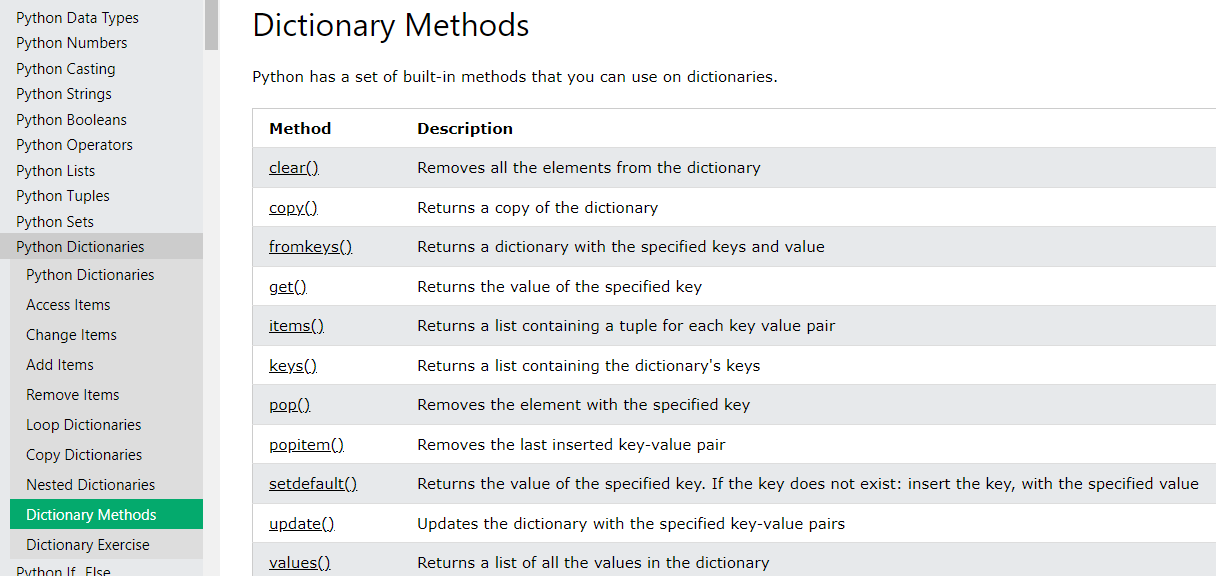 Python Data Types
Python Numbers
Python Casting
Python Strings
Python Booleans
Python Operators
Python Lists
Python Tuples
Python Sets
Python Dictionaries
Python Dictionaries
Access Items
Change Items
Add Items
Remove Items
Loop Dictionaries
Copy Dictionaries
Nested Dictionaries
Dictionary Methods
Dictionary Exercise
Python If...Else
Dictionary Methods
Python has a set of built-in methods that you can use on dictionaries.
Method Description
clear() Removes all the elements from the dictionary
copy() Returns a copy of the dictionary
fromkeys() Returns a dictionary with the specified keys and value
get() Returns the value of the specified key
items() Returns a list containing a tuple for each key value pair
keys() Returns a list containing the dictionary's keys
pop() Removes the element with the specified key
popitem() Removes the last inserted key-value pair
setdefault() Returns the value of the specified key. If the key does not exist: insert the key, with the specified value
update() Updates the dictionary with the specified key-value pairs
values() Returns a list of all the values in the dictionary